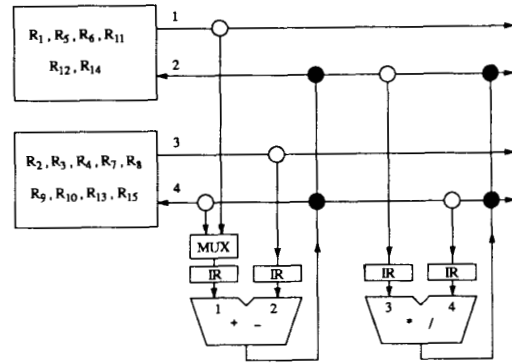 1
R1, R5, R6, R11
R12, R14
2
3
R2, R3, R4, R7, R8
R9, R10, R13, R15
4
MUX
IR IR IR IR
1 2 3 4
+ - * /